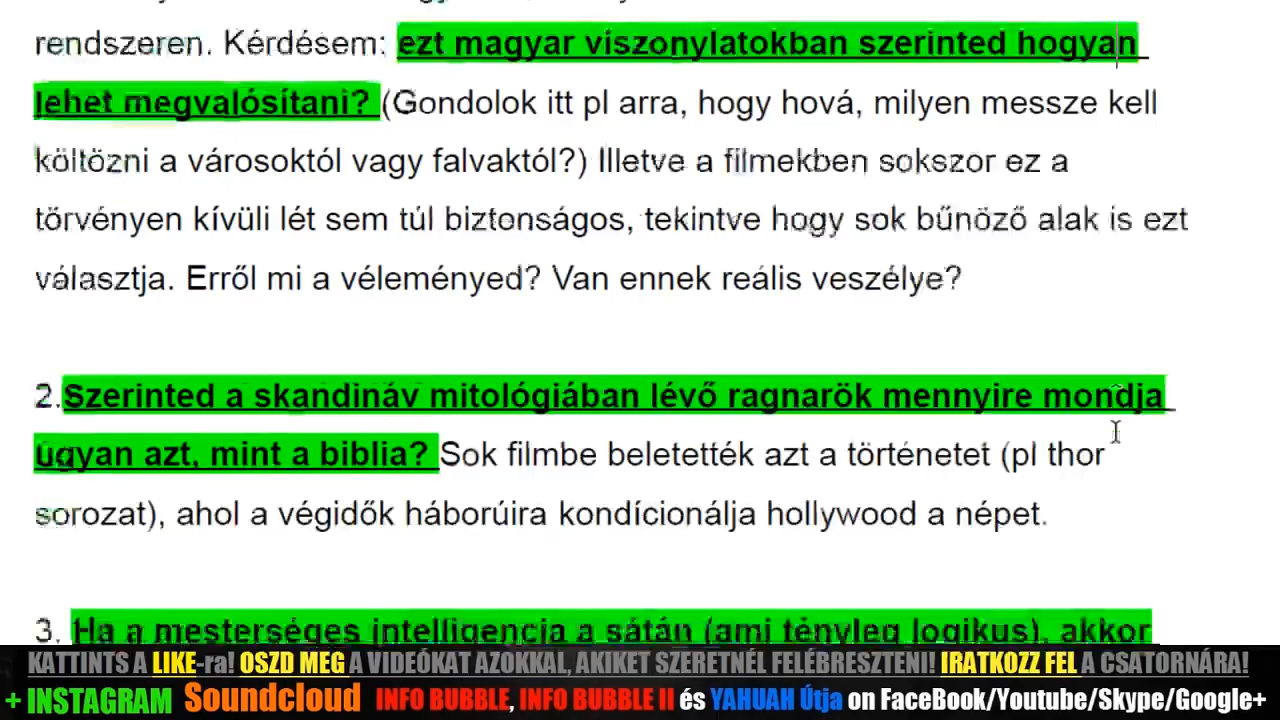 rendszeren. Kérdésem: ezt magyar viszonylatokban szerinted hogyan
lehet megvalósítani? (Gondolok itt pl arra, hogy hová, milyen messze kell
költözni a városoktól vagy falvaktól?) Illetve a filmekben sokszor ez a
törvényen kívüli lét sem túl biztonságos, tekintve hogy sok bűnöző alak is ezt
választja. Erről mi a véleményed? Van ennek reális veszélye?
2.Szerinted a skandináv mitológiában lévő ragnarök mennyire mondja
ugyan azt, mint a biblia? Sok filmbe beletették azt a történetet (pl thor
sorozat), ahol a végidők háborúira kondícionálja hollywood a népet.
3. Ha a mesterséges intelligencia a sátán (ami tényleg logikus), akkor
KATTINTS A LIKE-ra! OSZD MEG A VIDEÓKAT AZOKKAL, AKIKET SZERETNÉL FELÉBRESZTENI! IRATKOZZ FEL A CSATORNÁRA!
+ INSTAGRAM Soundcloud INFO BUBBLE, INFO BUBBLE II és YAHUAH Útja on FaceBook/Youtube/Skype/Google+